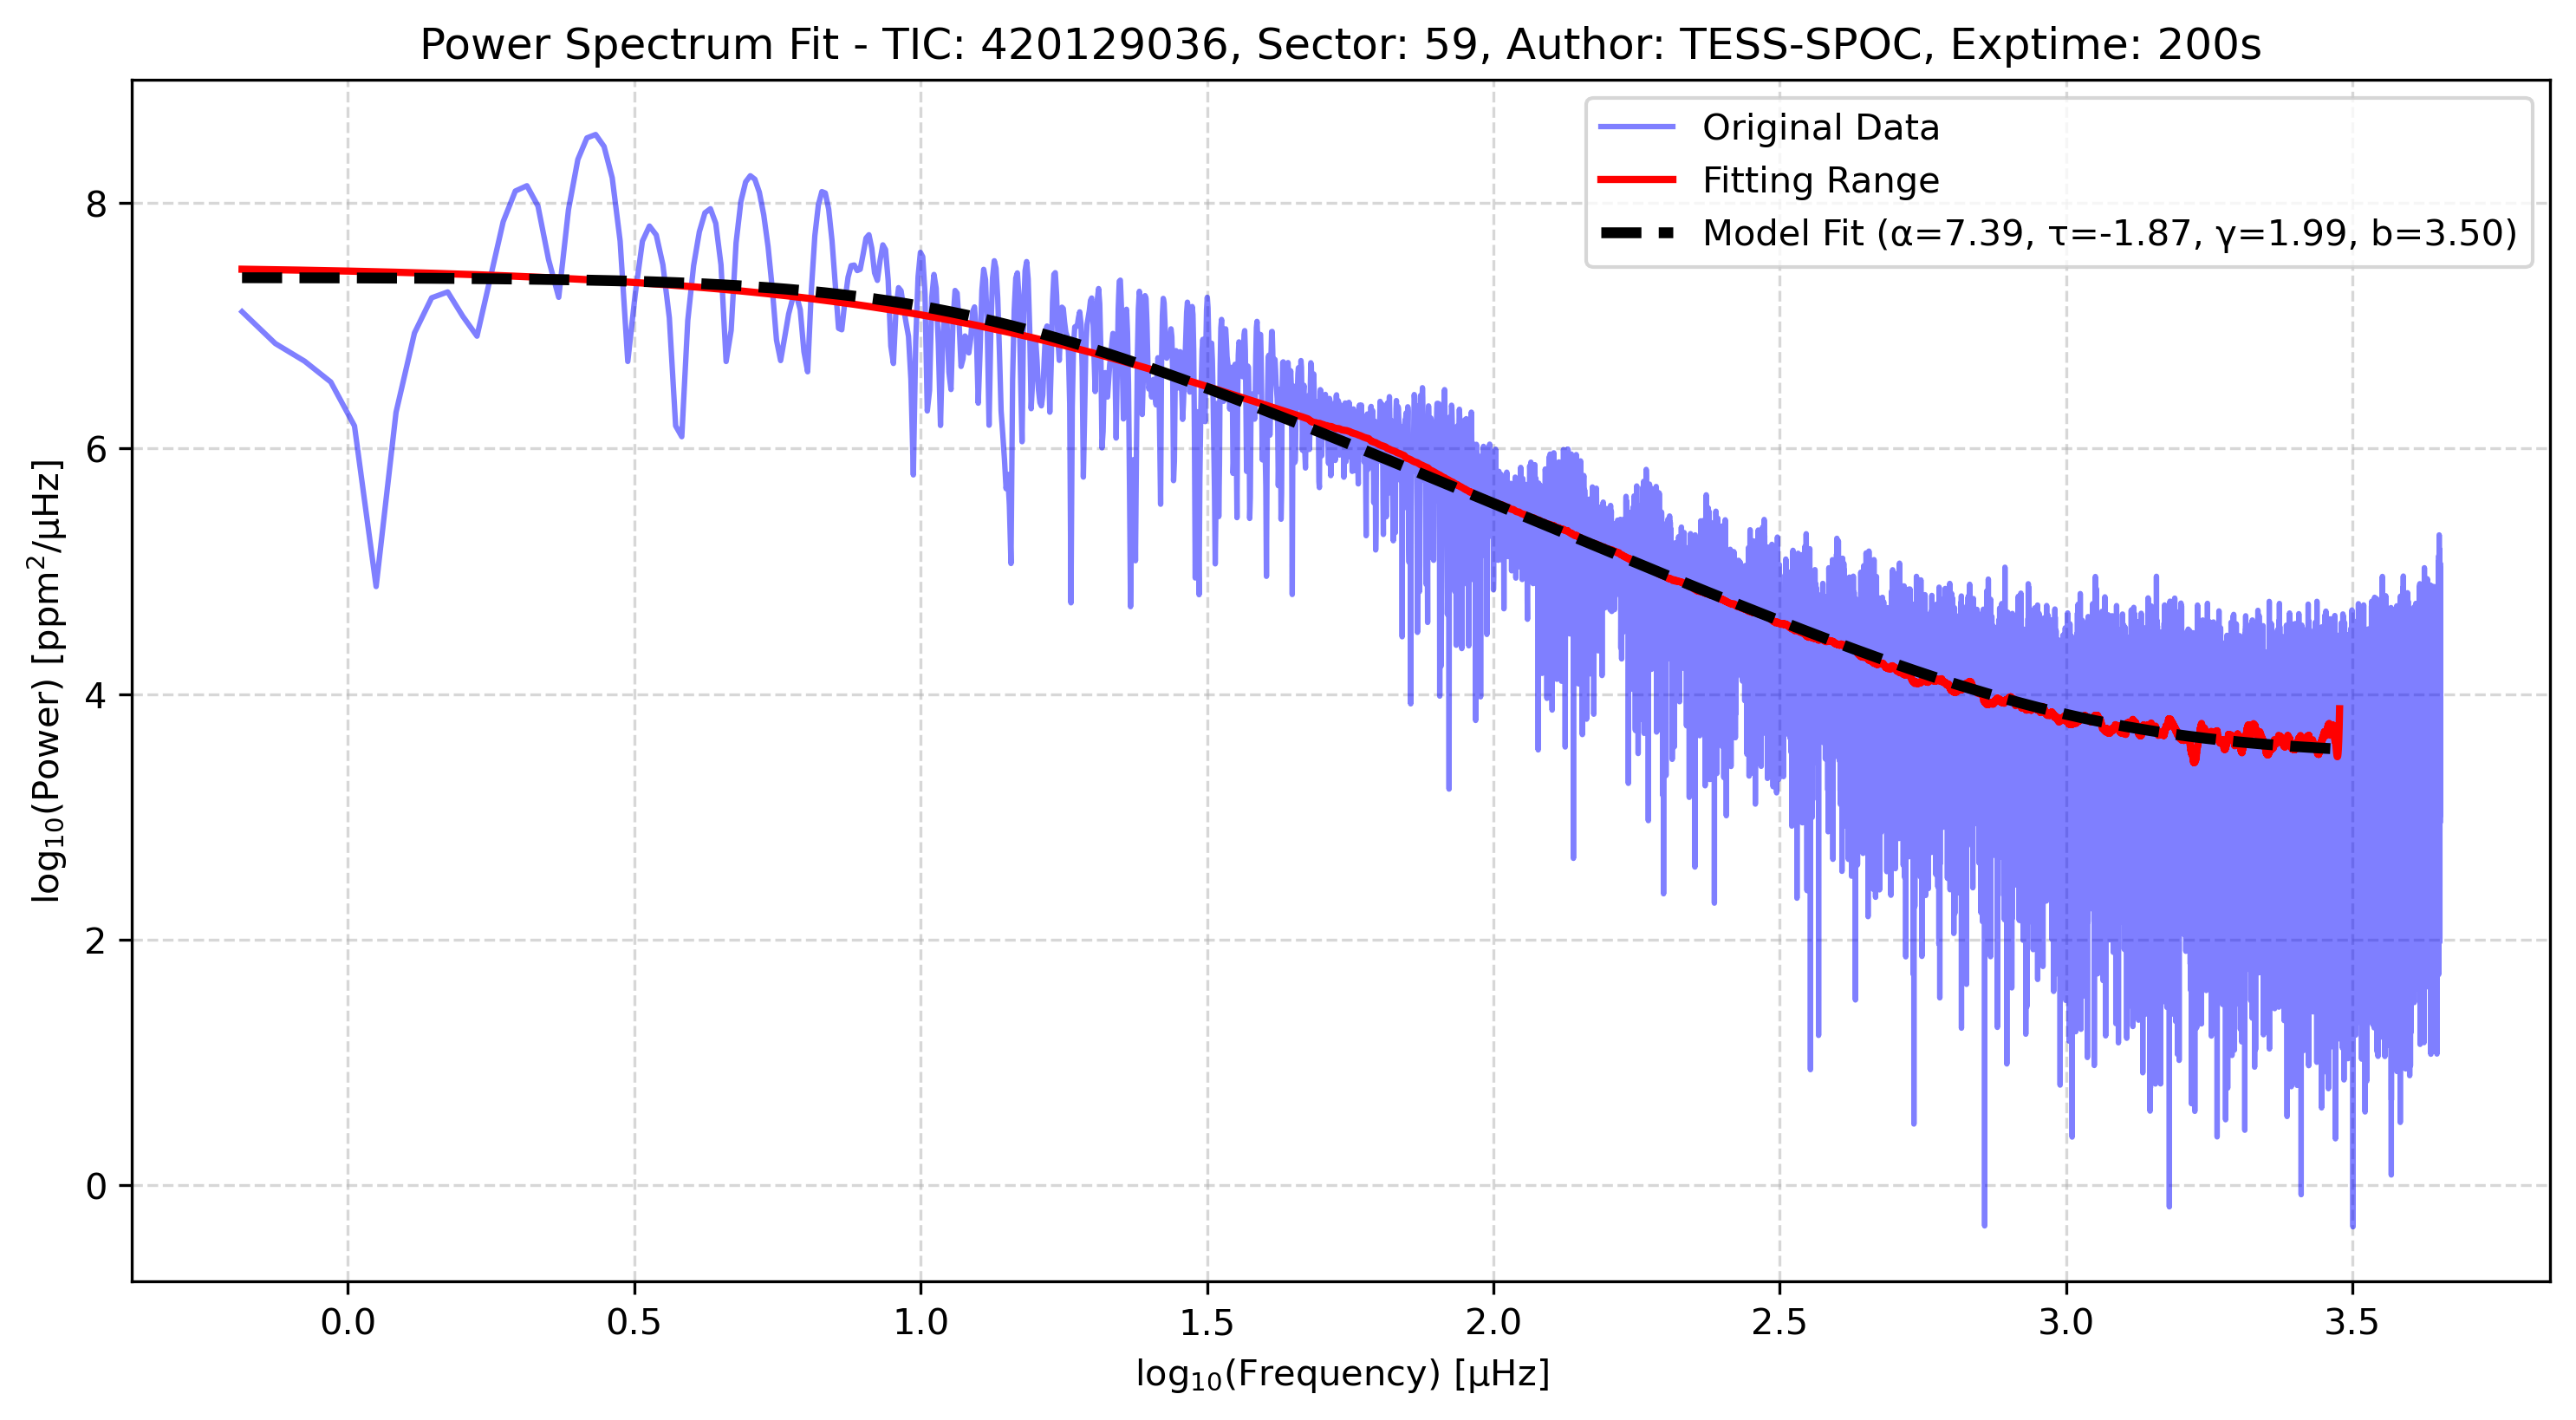 Power Spectrum Fit - TIC: 420129036, Sector: 59, Author: TESS-SPOC, Exptime: 200s
Original Data
Fitting Range
Model Fit (α=7.39, τ=-1.87, γ=1.99, b=3.50)
log₁₀(Power) [ppm²/μHz]
8
6
4
2
0
0.0 0.5 1.0 1.5 2.0 2.5 3.0 3.5
log₁₀(Frequency) [μHz]